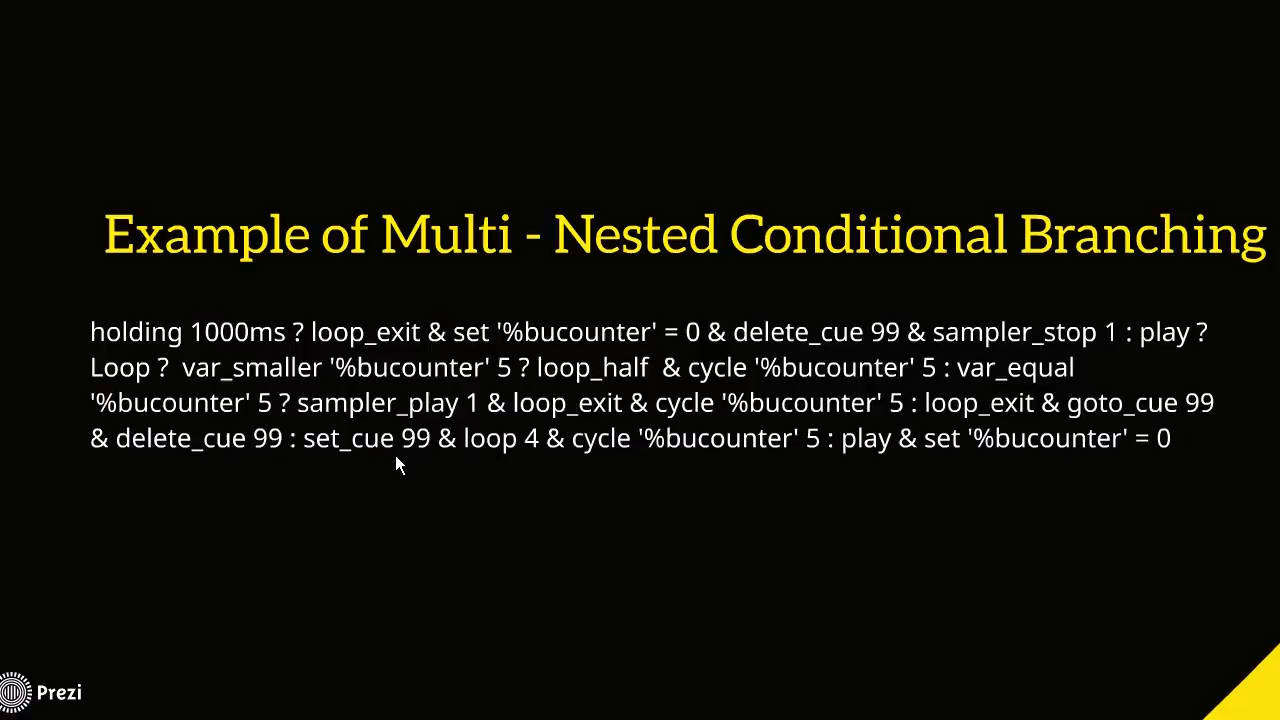 Example of Multi - Nested Conditional Branching
holding 1000ms ? loop_exit & set '%bucounter' = 0 & delete_cue 99 & sampler_stop 1 : play ?
Loop ?  var_smaller '%bucounter' 5 ? loop_half  & cycle '%bucounter' 5 : var_equal
'%bucounter' 5 ? sampler_play 1 & loop_exit & cycle '%bucounter' 5 : loop_exit & goto_cue 99
& delete_cue 99 : set_cue 99 & loop 4 & cycle '%bucounter' 5 : play & set '%bucounter' = 0
Prezi